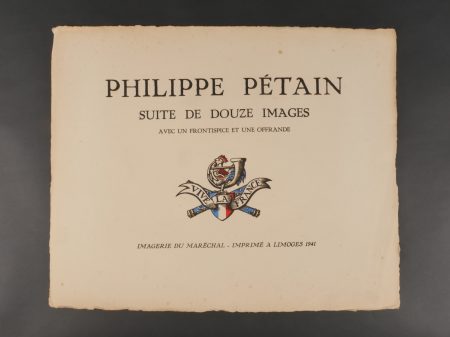 PHILIPPE PÉTAIN
SUITE DE DOUZE IMAGES
AVEC UN FRONTISPICE ET UNE OFFRANDE
VIVE LA FRANCE
IMAGERIE DU MARÉCHAL - IMPRIMÉ A LIMOGES 1941